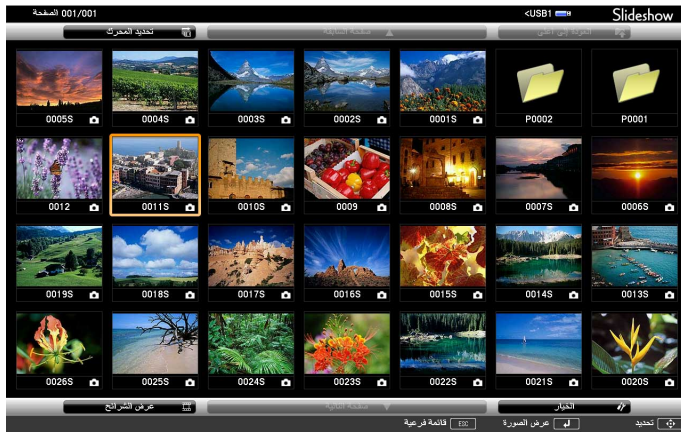 Slideshow
<USB1
001/001 الصفحة
العودة إلى أعلى
صفحة السابقة
تحديد المحرك
P0001
P0002
0001S
0002S
0003S
0004S
0005S
0006S
0007S
0008S
0009
0010S
0011S
0012
0013S
0014S
0015S
0016S
0017S
0018S
0019S
0020S
0021S
0022S
0023S
0024S
0025S
0026S
الخيار
صفحة التالية
عرض الشرائح
تحديد
عرض الصورة
ESC قائمة فرعية